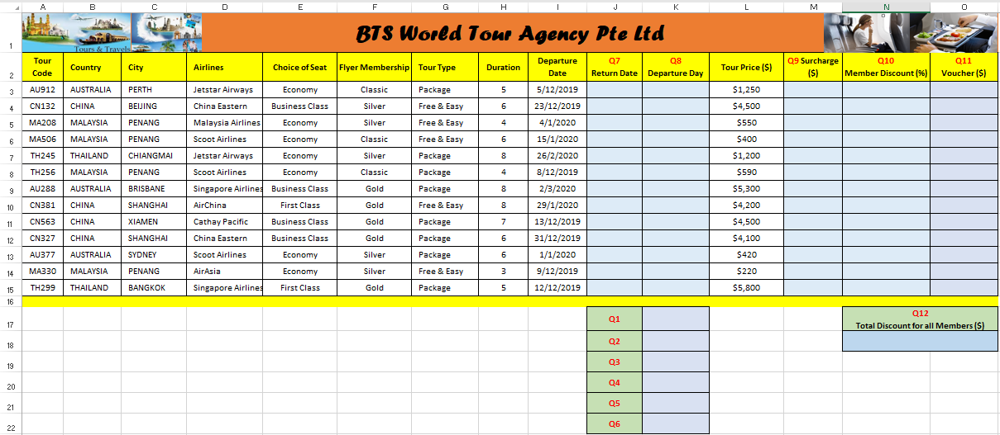 A B C D E F G H I J K L M N O
1 Tours & Travels BTS World Tour Agency Pte Ltd
2 Tour Code Country City Airlines Choice of Seat Flyer Membership Tour Type Duration Departure Date Q7 Return Date Q8 Departure Day Tour Price ($) Q9 Surcharge ($) Q10 Member Discount (%) Q11 Voucher ($)
3 AU912 AUSTRALIA PERTH Jetstar Airways Economy Classic Package 5 5/12/2019 $1,250
4 CN132 CHINA BEIJING China Eastern Business Class Silver Free & Easy 6 23/12/2019 $4,500
5 MA208 MALAYSIA PENANG Malaysia Airlines Economy Silver Free & Easy 4 4/1/2020 $550
6 MA506 MALAYSIA PENANG Scoot Airlines Economy Classic Free & Easy 6 15/1/2020 $400
7 TH245 THAILAND CHIANGMAI Jetstar Airways Economy Silver Package 8 26/2/2020 $1,200
8 TH256 MALAYSIA PENANG Scoot Airlines Economy Classic Package 4 8/12/2019 $590
9 AU288 AUSTRALIA BRISBANE Singapore Airlines Business Class Gold Package 8 2/3/2020 $5,300
10 CN381 CHINA SHANGHAI AirChina First Class Gold Free & Easy 8 29/1/2020 $4,200
11 CN563 CHINA XIAMEN Cathay Pacific Business Class Gold Package 7 13/12/2019 $4,500
12 CN327 CHINA SHANGHAI China Eastern Business Class Gold Package 6 31/12/2019 $4,100
13 AU377 AUSTRALIA SYDNEY Scoot Airlines Economy Silver Package 6 1/1/2020 $420
14 MA330 MALAYSIA PENANG AirAsia Economy Silver Free & Easy 3 9/12/2019 $220
15 TH299 THAILAND BANGKOK Singapore Airlines First Class Gold Package 5 12/12/2019 $5,800
16
17 Q1 Q12 Total Discount for all Members ($)
18 Q2
19 Q3
20 Q4
21 Q5
22 Q6